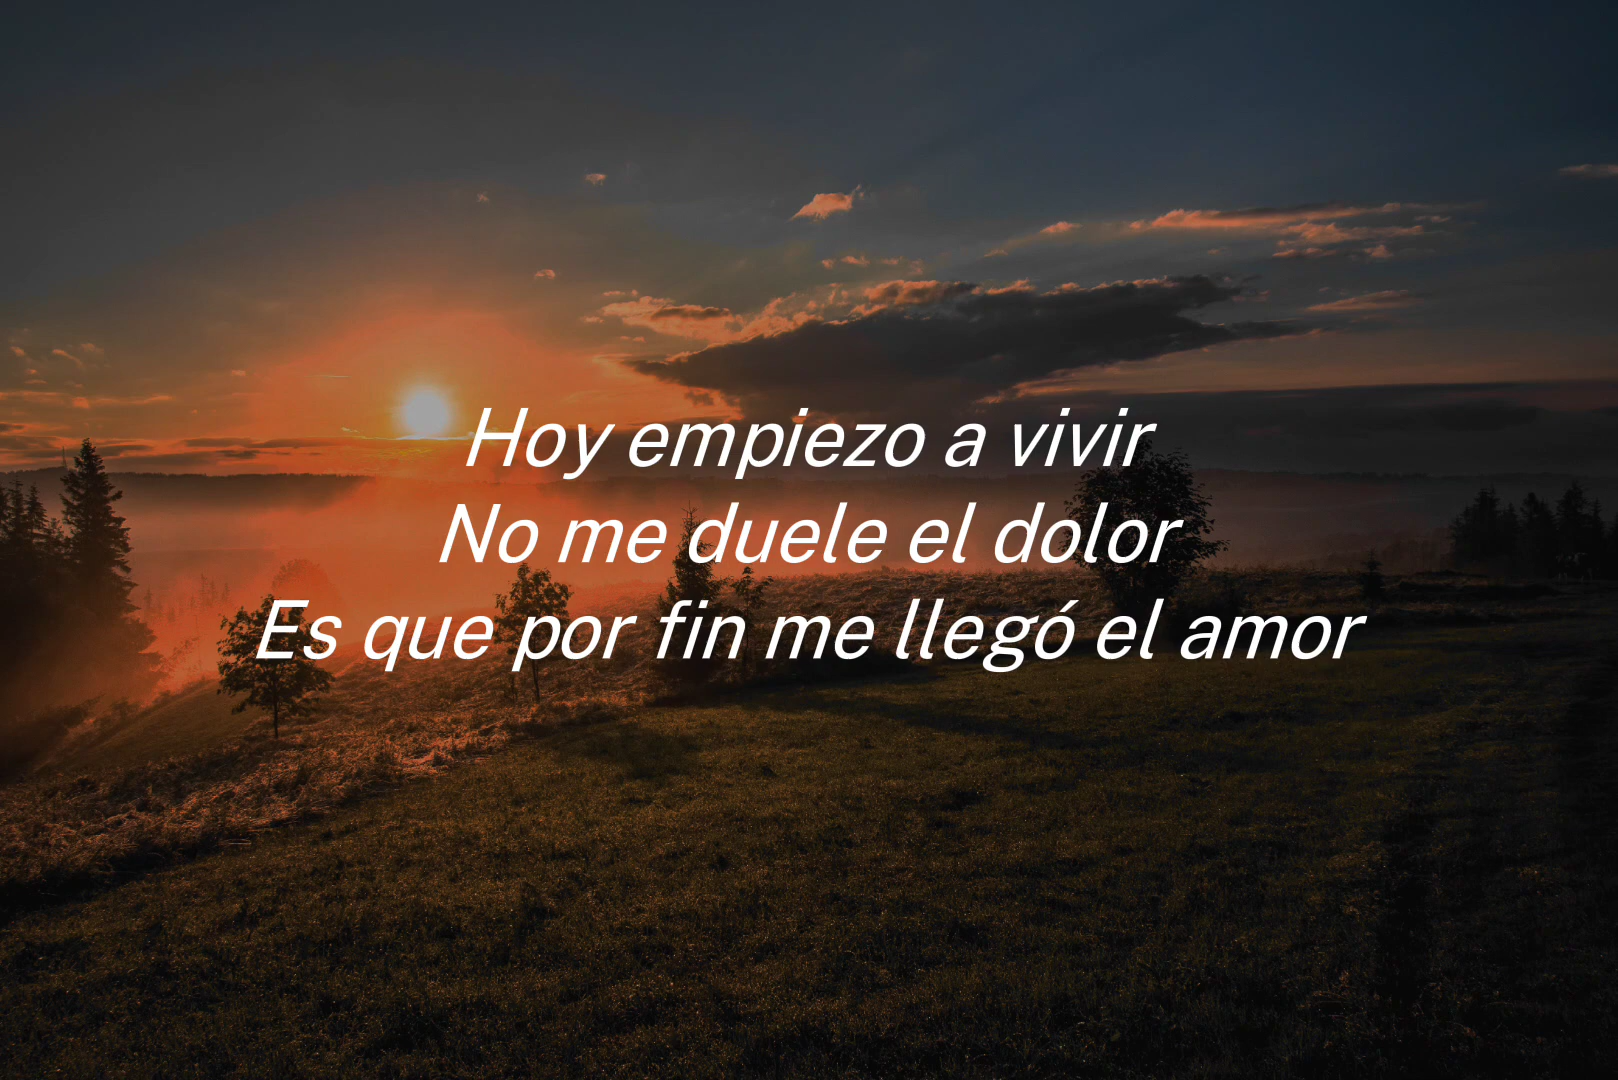 Hoy empiezo a vivir
No me duele el dolor
Es que por fin me llegó el amor